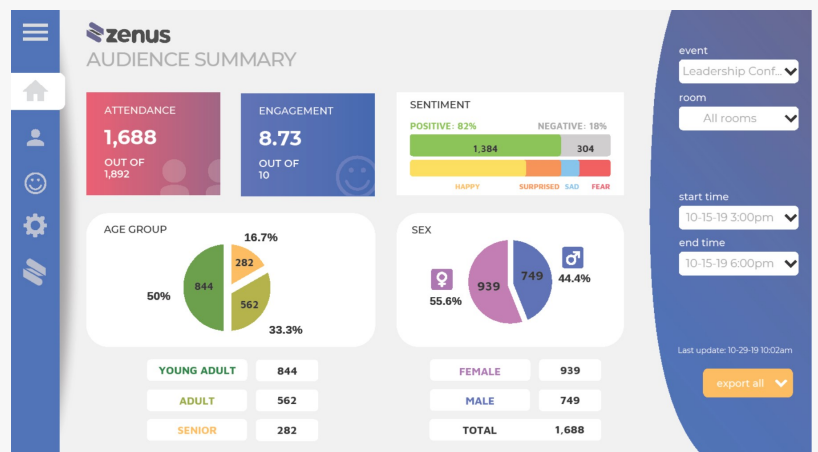 zenus
AUDIENCE SUMMARY
ATTENDANCE
1,688
OUT OF
1,892
ENGAGEMENT
8.73
OUT OF
10
SENTIMENT
POSITIVE: 82% NEGATIVE: 18%
1,384 304
HAPPY SURPRISED SAD FEAR
AGE GROUP
16.7%
282
844
50%
562
33.3%
SEX
939
749
44.4%
55.6%
YOUNG ADULT 844
ADULT 562
SENIOR 282
FEMALE 939
MALE 749
TOTAL 1,688
event
Leadership Conf...
room
All rooms
start time
10-15-19 3:00pm
end time
10-15-19 6:00pm
Last update: 10-29-19 10:02am
export all